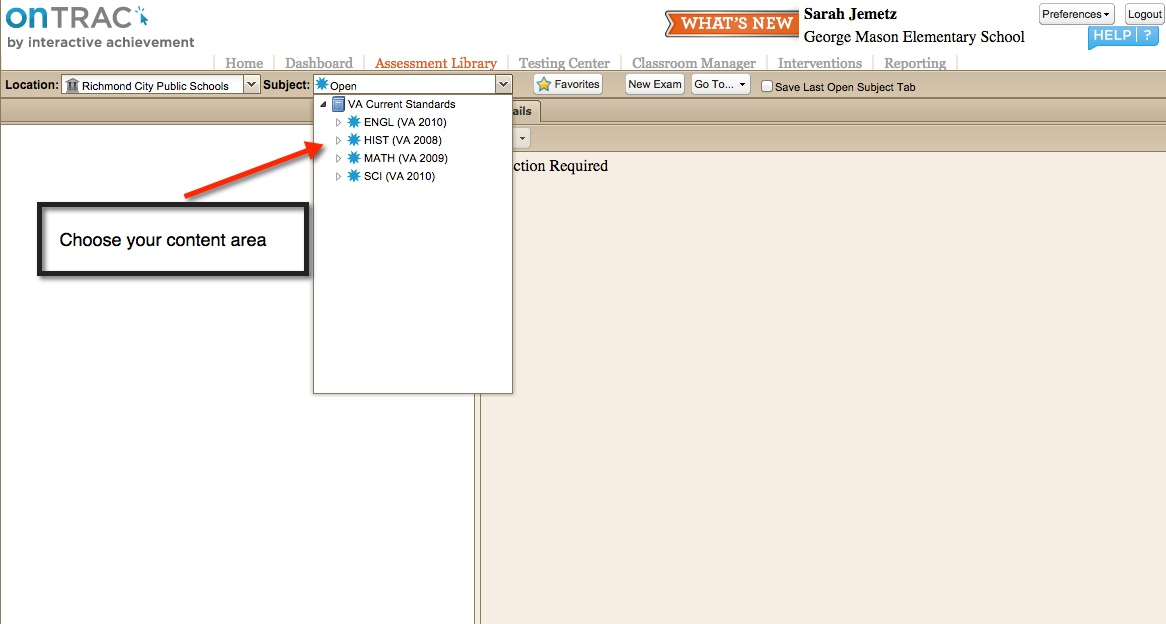 onTRAC
by interactive achievement
WHAT'S NEW
Sarah Jemetz
George Mason Elementary School
Preferences
Logout
HELP ?
Home Dashboard Assessment Library Testing Center Classroom Manager Interventions Reporting
Location: Richmond City Public Schools Subject: Open Favorites New Exam Go To... Save Last Open Subject Tab
VA Current Standards
ails
ENGL (VA 2010)
HIST (VA 2008)
MATH (VA 2009)
ction Required
SCI (VA 2010)
Choose your content area